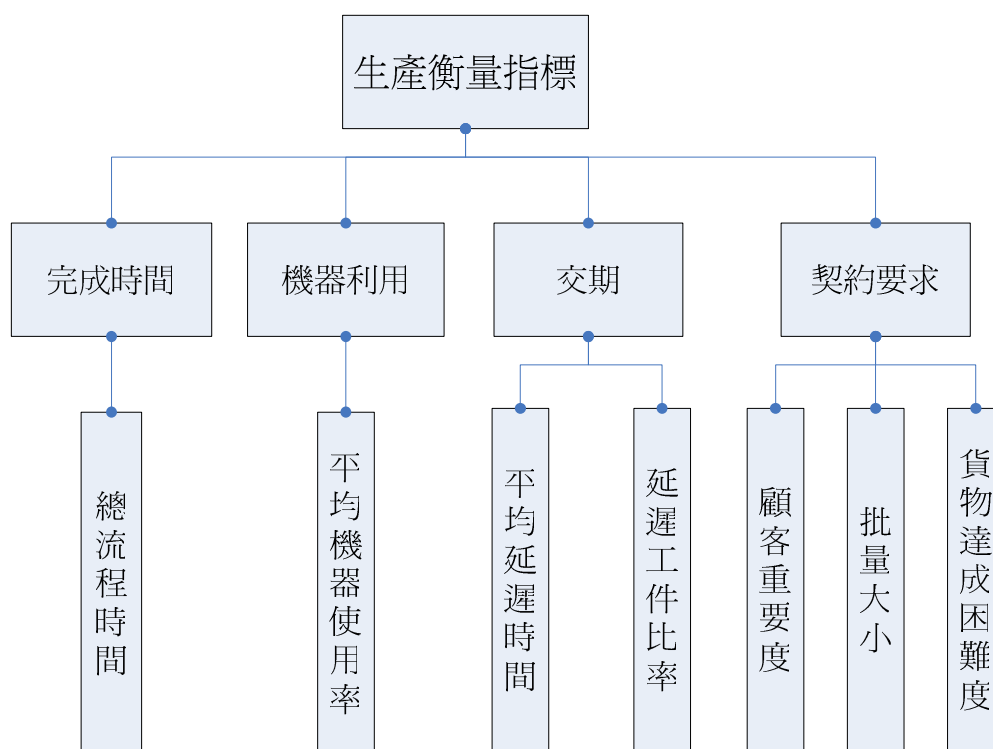 生產衡量指標
完成時間
機器利用
交期
契約要求
總流程時間
平均機器使用率
平均延遲時間
延遲工件比率
顧客重要度
批量大小
貨物達成困難度